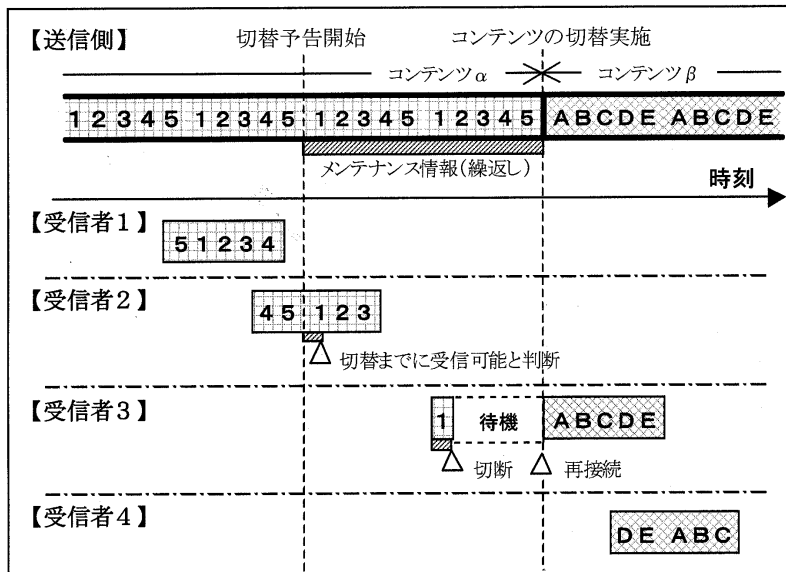 【送信側】 切替予告開始 コンテンツの切替実施
コンテンツα コンテンツβ
1 2 3 4 5 1 2 3 4 5 1 2 3 4 5 1 2 3 4 5 A B C D E A B C D E
メンテナンス情報(繰返し)
時刻
【受信者1】
5 1 2 3 4
【受信者2】
4 5 1 2 3
切替までに受信可能と判断
【受信者3】
1 待機 A B C D E
切断 再接続
【受信者4】
D E A B C